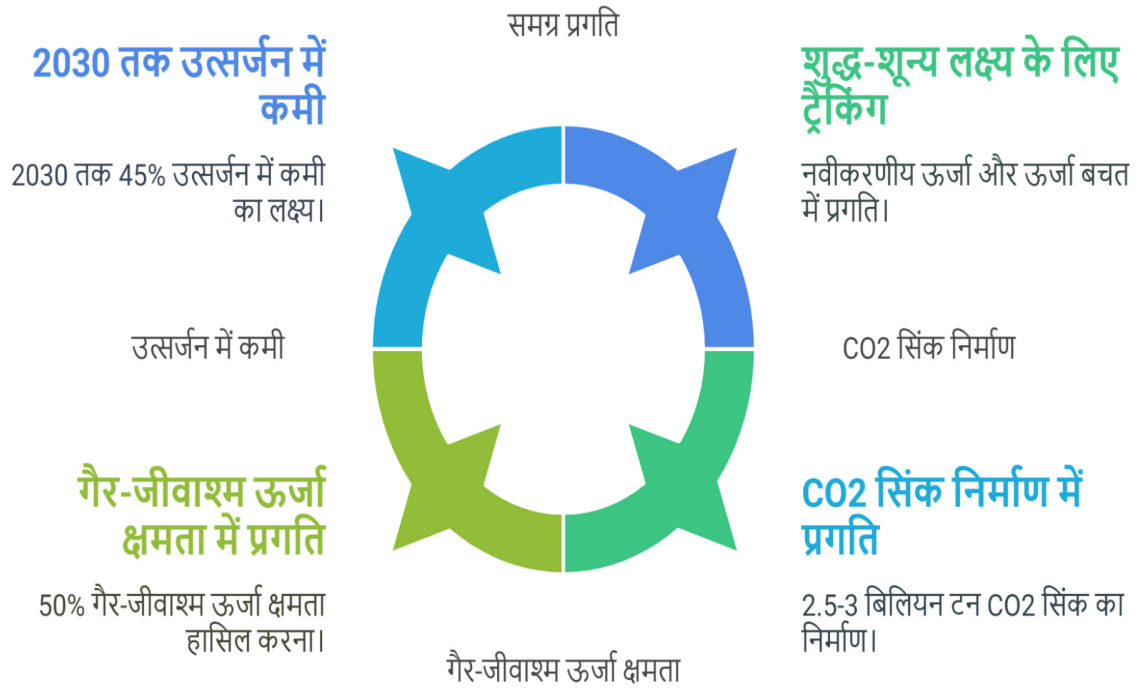 समग्र प्रगति
2030 तक उत्सर्जन में
कमी
2030 तक 45% उत्सर्जन में कमी
का लक्ष्य।
शुद्ध-शून्य लक्ष्य के लिए
ट्रैकिंग
नवीकरणीय ऊर्जा और ऊर्जा बचत
में प्रगति।
उत्सर्जन में कमी
CO2 सिंक निर्माण
गैर-जीवाश्म ऊर्जा
क्षमता में प्रगति
50% गैर-जीवाश्म ऊर्जा क्षमता
हासिल करना।
CO2 सिंक निर्माण में
प्रगति
2.5-3 बिलियन टन CO2 सिंक का
निर्माण।
गैर-जीवाश्म ऊर्जा क्षमता